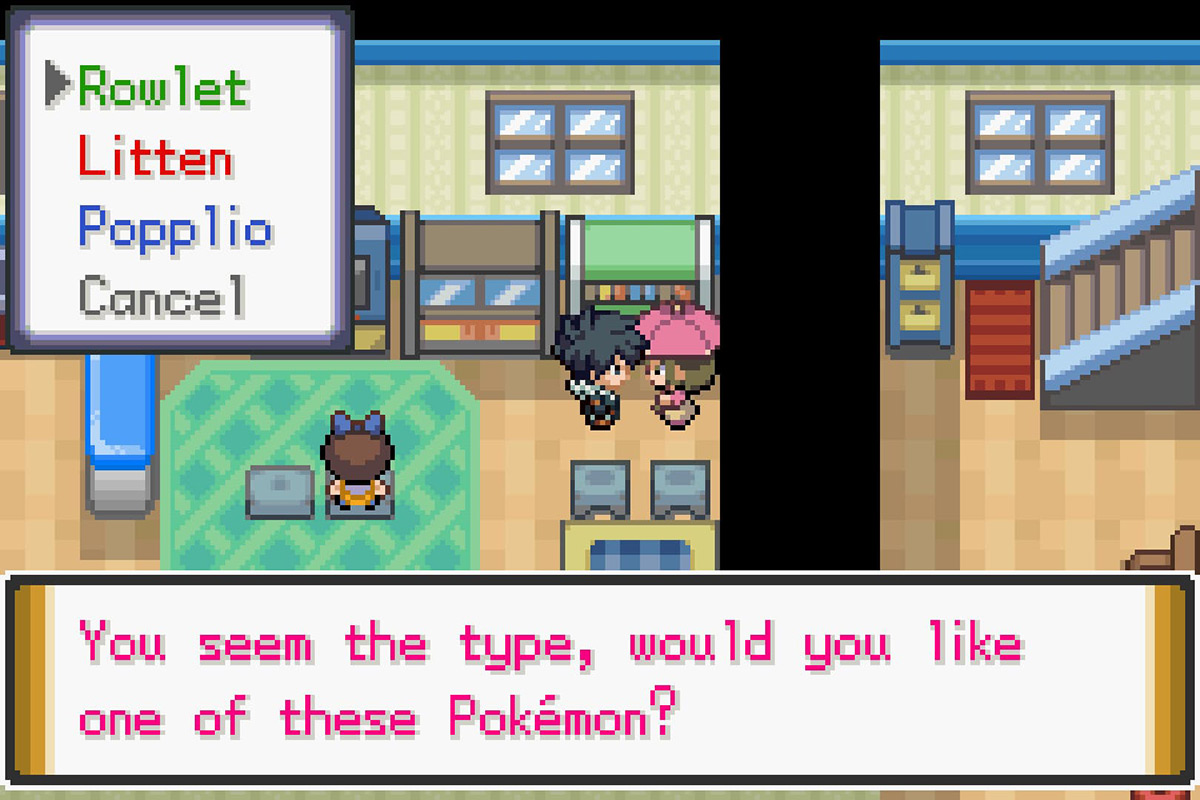 Rowlet
Litten
Popplio
Cancel
You seem the type, would you like
one of these Pokémon?